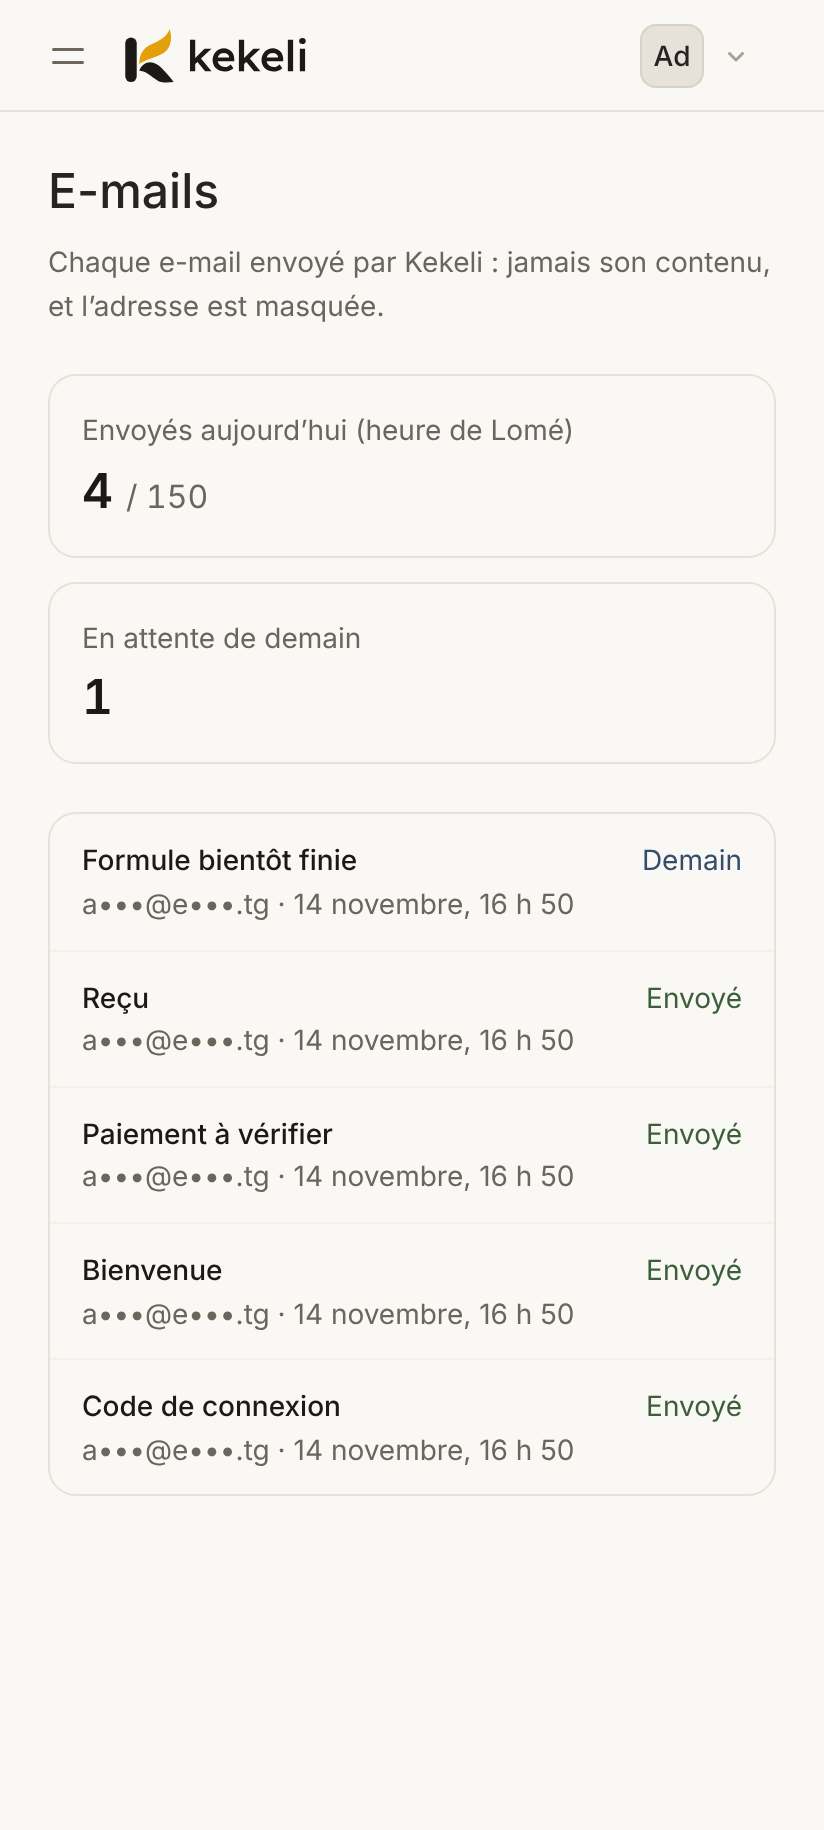 kekeli
Ad
E-mails
Chaque e-mail envoyé par Kekeli : jamais son contenu,
et l’adresse est masquée.
Envoyés aujourd’hui (heure de Lomé)
4 / 150
En attente de demain
1
Formule bientôt finie Demain
a•••@e•••.tg · 14 novembre, 16 h 50
Reçu Envoyé
a•••@e•••.tg · 14 novembre, 16 h 50
Paiement à vérifier Envoyé
a•••@e•••.tg · 14 novembre, 16 h 50
Bienvenue Envoyé
a•••@e•••.tg · 14 novembre, 16 h 50
Code de connexion Envoyé
a•••@e•••.tg · 14 novembre, 16 h 50